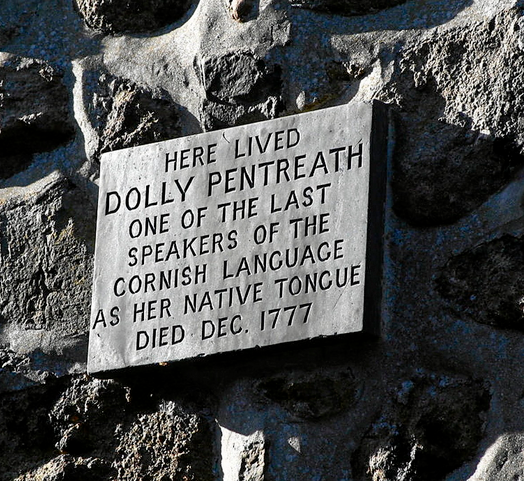 HERE LIVED
DOLLY PENTREATH
ONE OF THE LAST
SPEAKERS OF THE
CORNISH LANGUAGE
AS HER NATIVE TONGUE
DIED DEC. 1777